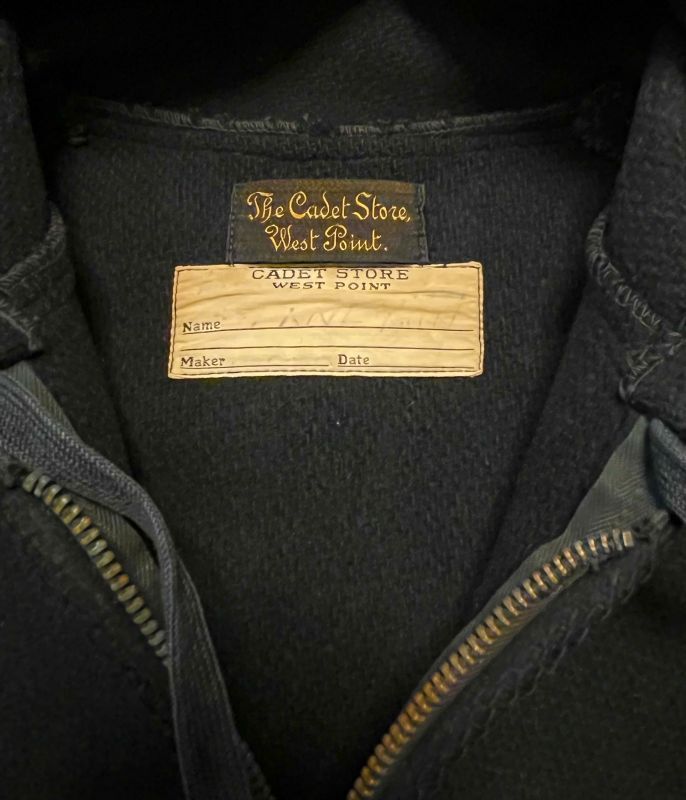 The Cadet Store,
West Point.
CADET STORE
WEST POINT
Name
Maker Date